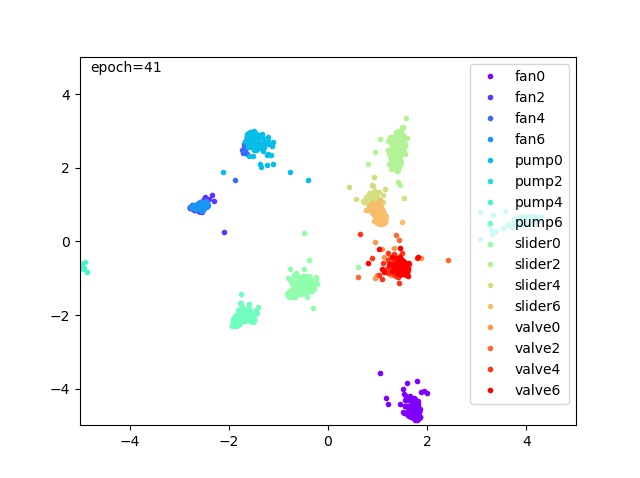 epoch=41
fan0
fan2
fan4
fan6
pump0
pump2
pump4
pump6
slider0
slider2
slider4
slider6
valve0
valve2
valve4
valve6
4
2
0
−2
−4
−4
−2
0
2
4